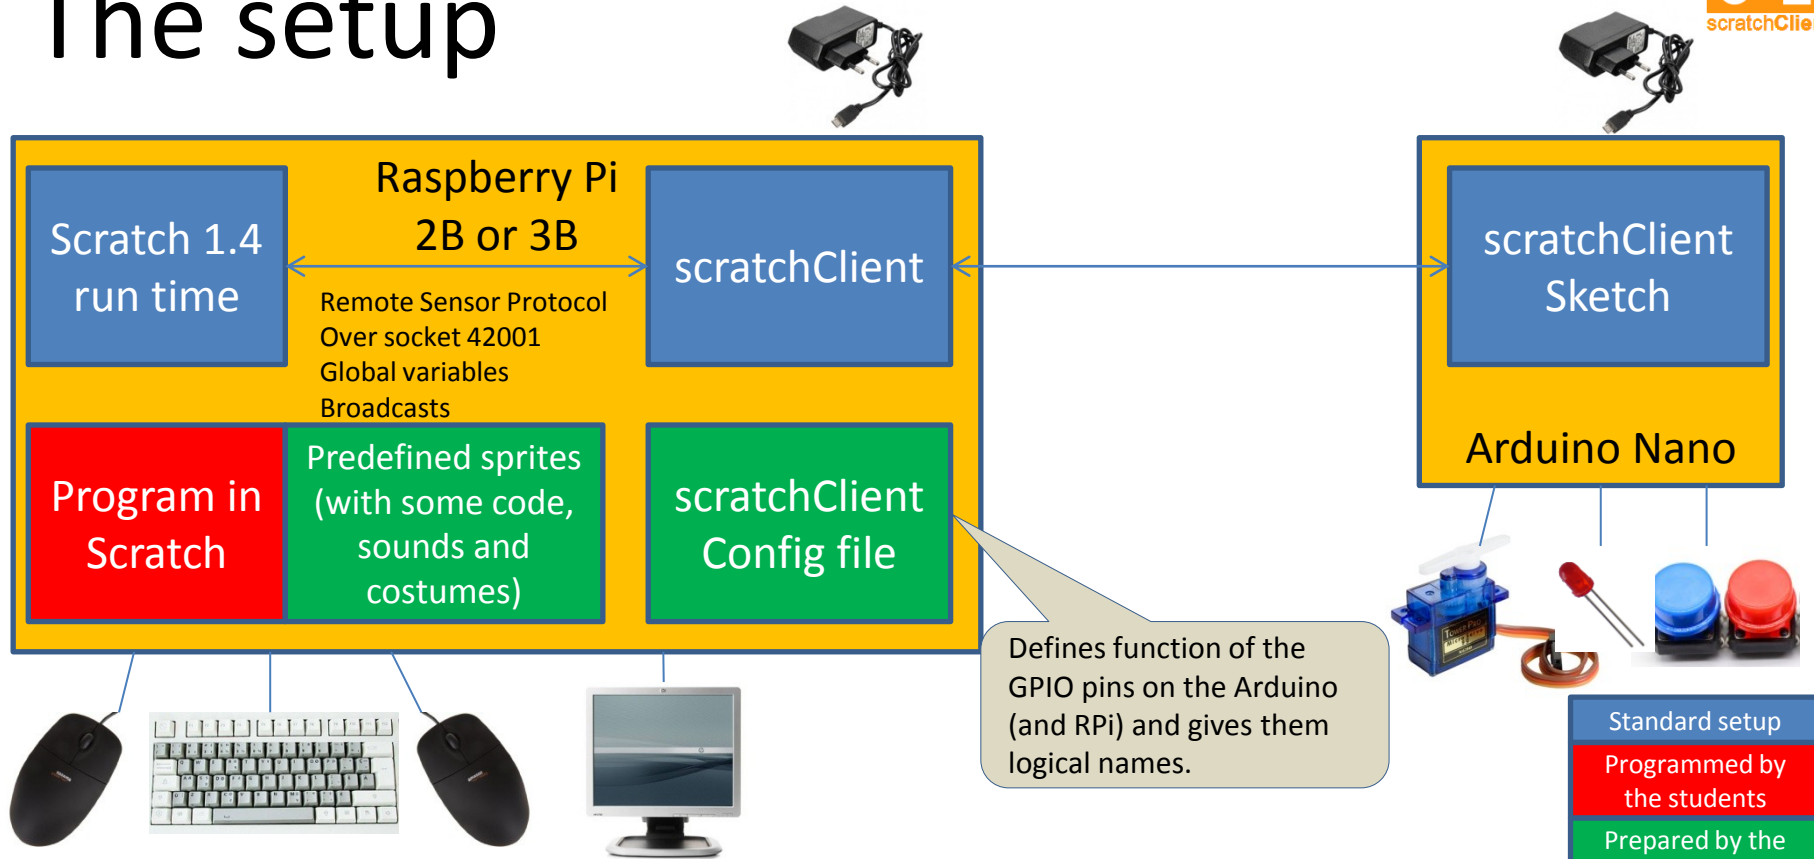 The setup
scratchClie
Raspberry Pi
2B or 3B
Scratch 1.4
run time
scratchClient
scratchClient
Sketch
Remote Sensor Protocol
Over socket 42001
Global variables
Broadcasts
Arduino Nano
Program in
Scratch
Predefined sprites
(with some code,
sounds and
costumes)
scratchClient
Config file
Defines function of the
GPIO pins on the Arduino
(and RPi) and gives them
logical names.
Standard setup
Programmed by
the students
Prepared by the